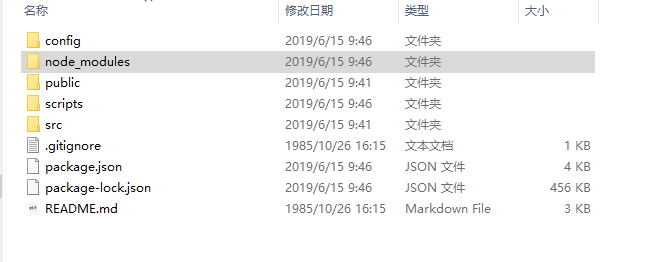 名称 修改日期 类型 大小
config 2019/6/15 9:46 文件夹
node_modules 2019/6/15 9:46 文件夹
public 2019/6/15 9:41 文件夹
scripts 2019/6/15 9:46 文件夹
src 2019/6/15 9:41 文件夹
.gitignore 1985/10/26 16:15 文本文档 1 KB
package.json 2019/6/15 9:46 JSON 文件 4 KB
package-lock.json 2019/6/15 9:46 JSON 文件 456 KB
README.md 1985/10/26 16:15 Markdown File 3 KB